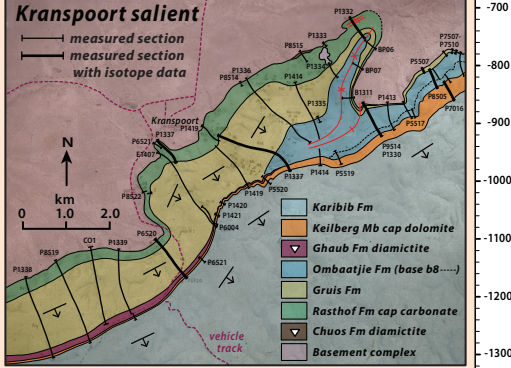 Kranspoort salient
measured section
measured section
with isotope data
P1332
P1333
P8515
BP06
P1334
P1336
P8514
P1414
BP07
P5507
P7507-
P7510
B1311
P1413
P8505
P7016
P5517
P1335
Kranspoort
P1419
P1337
P6521
E7407
P9514
P1330
N
km
0 1.0 2.0
P8522
P1337
P1414
P5519
P5520
P1419
P1420
P1421
P6004
P6520
P6521
CO1
P1339
P8519
P1338
vehicle
track
Karibib Fm
Keilberg Mb cap dolomite
Ghaub Fm diamictite
Ombaatjie Fm (base b8-----)
Gruis Fm
Rasthof Fm cap carbonate
Chuos Fm diamictite
Basement complex
-700
-800
-900
-1000
-1100
-1200
-1300